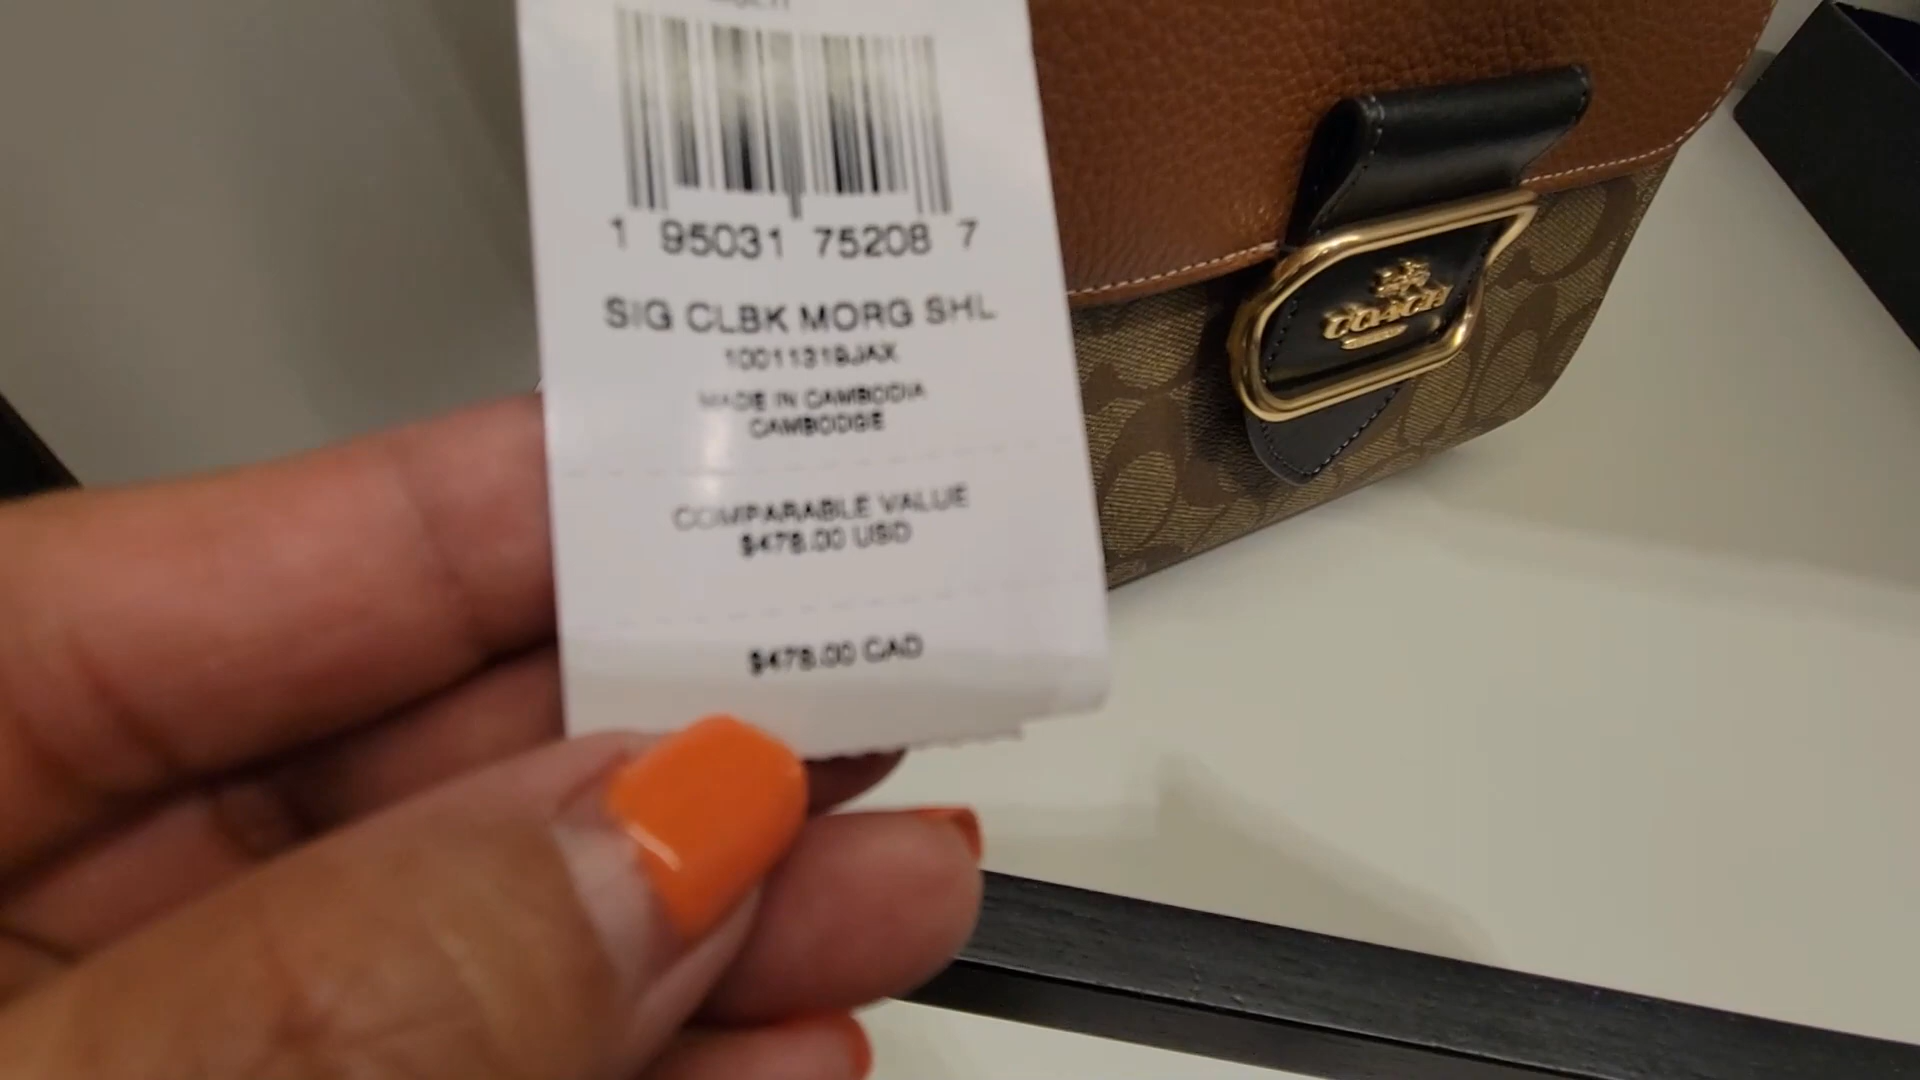 1 95031 75208 7
SIG CLBK MORG SHL
10011319JAX
MADE IN CAMBODIA
CAMBODGE
COMPARABLE VALUE
$478.00 USD
$478.00 CAD
COACH